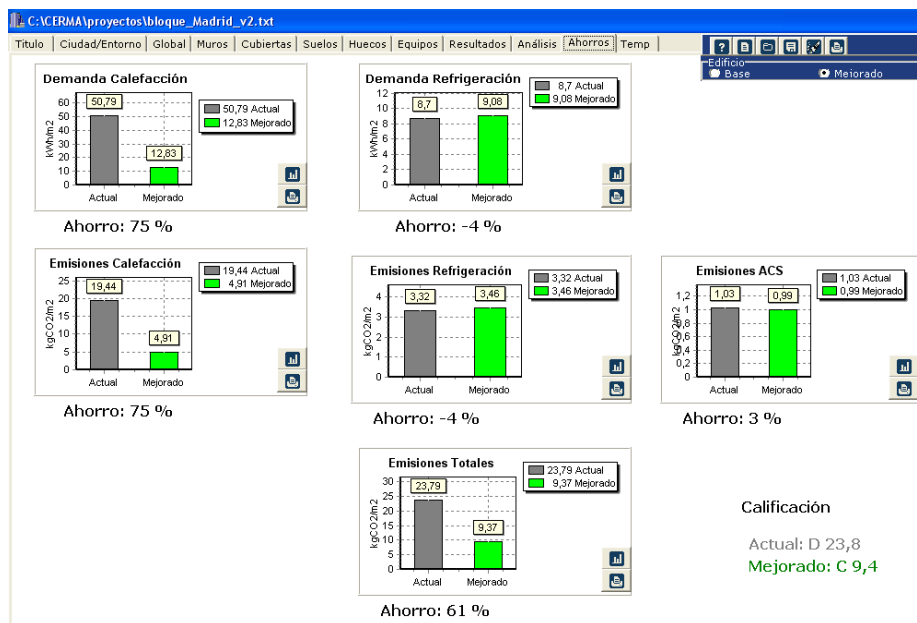 C:\CERMA\proyectos\bloque_Madrid_v2.txt
Titulo Ciudad/Entorno Global Muros Cubiertas Suelos Huecos Equipos Resultados Análisis Ahorros Temp
?
Edificio
Base Mejorado
Demanda Calefacción
kWh/m2
60
50
40
30
20
10
0
50,79
12,83
Actual Mejorado
50,79 Actual
12,83 Mejorado
Ahorro: 75 %
Demanda Refrigeración
kWh/m2
12
10
8
6
4
2
0
8,7
9,08
Actual Mejorado
8,7 Actual
9,08 Mejorado
Ahorro: -4 %
Emisiones Calefacción
kgCO2/m2
25
20
15
10
5
0
19,44
4,91
Actual Mejorado
19,44 Actual
4,91 Mejorado
Ahorro: 75 %
Emisiones Refrigeración
kgCO2/m2
4
3
2
1
0
3,32
3,46
Actual Mejorado
3,32 Actual
3,46 Mejorado
Ahorro: -4 %
Emisiones ACS
kgCO2/m2
1,2
1
0,8
0,6
0,4
0,2
0
1,03
0,99
Actual Mejorado
1,03 Actual
0,99 Mejorado
Ahorro: 3 %
Emisiones Totales
kgCO2/m2
30
25
20
15
10
5
0
23,79
9,37
Actual Mejorado
23,79 Actual
9,37 Mejorado
Ahorro: 61 %
Calificación
Actual: D 23,8
Mejorado: C 9,4